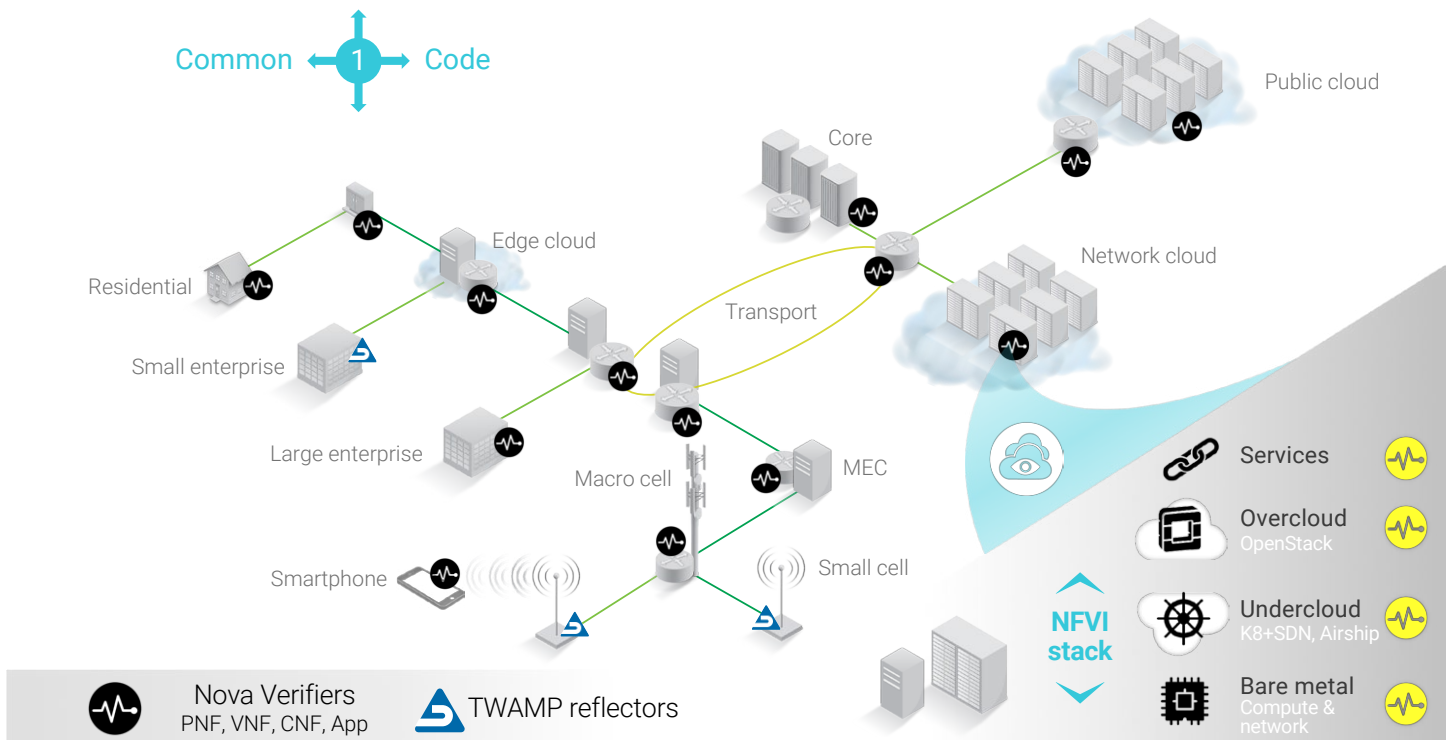 Common 1 Code
Public cloud
Core
Edge cloud
Network cloud
Residential
Transport
Small enterprise
Large enterprise
Macro cell
MEC
Services
Overcloud
OpenStack
Smartphone
Small cell
NFVI
stack
Undercloud
K8+SDN, Airship
Bare metal
Compute &
network
Nova Verifiers
PNF, VNF, CNF, App
TWAMP reflectors